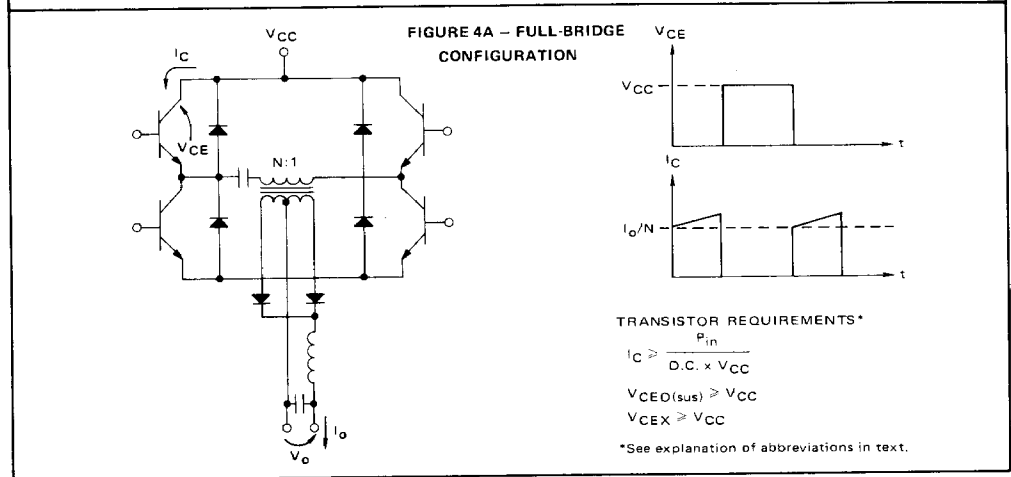 FIGURE 4A – FULL-BRIDGE
CONFIGURATION
VCC
IC
VCE
N:1
Vo
Io
VCE
VCC
t
IC
Io/N
t
TRANSISTOR REQUIREMENTS*
IC ⩾ Pin / D.C. x VCC
VCEO(sus) ⩾ VCC
VCEX ⩾ VCC
*See explanation of abbreviations in text.